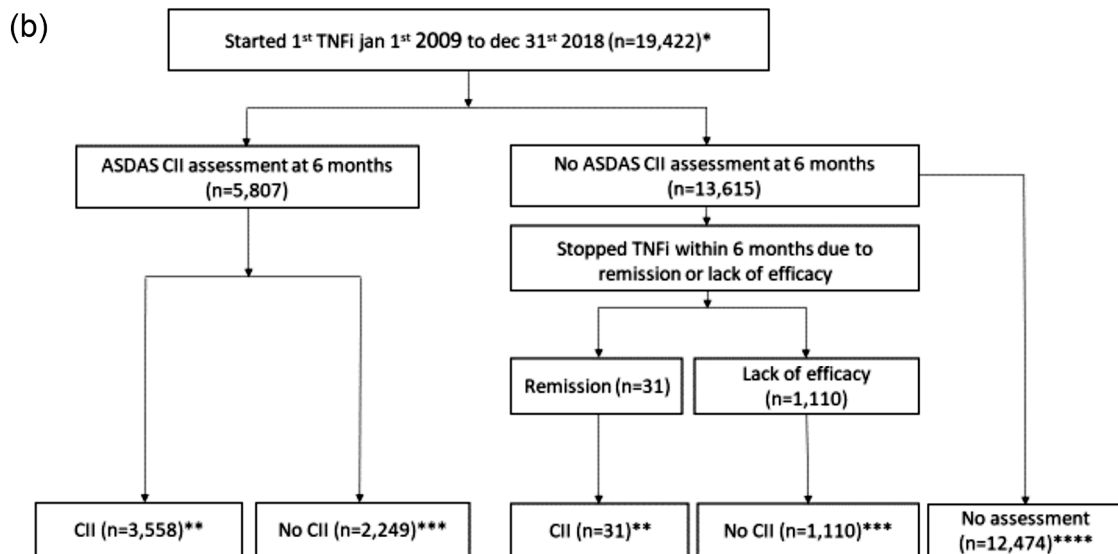 (b)
Started 1st TNFi jan 1st 2009 to dec 31st 2018 (n=19,422)*
ASDAS CII assessment at 6 months
(n=5,807)
No ASDAS CII assessment at 6 months
(n=13,615)
Stopped TNFi within 6 months due to
remission or lack of efficacy
Remission (n=31)
Lack of efficacy
(n=1,110)
CII (n=3,558)**
No CII (n=2,249)***
CII (n=31)**
No CII (n=1,110)***
No assessment
(n=12,474)****